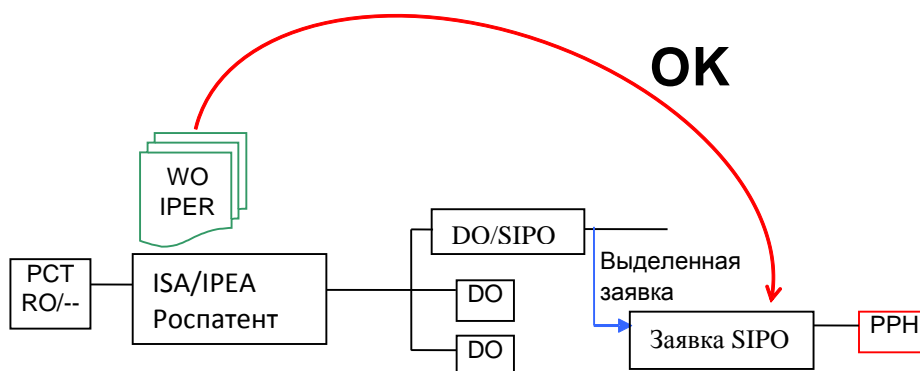 OK
WO
IPER
DO/SIPO
PCT
RO/--
ISA/IPEA
Роспатент
Выделенная
заявка
DO
DO
Заявка SIPO
PPH